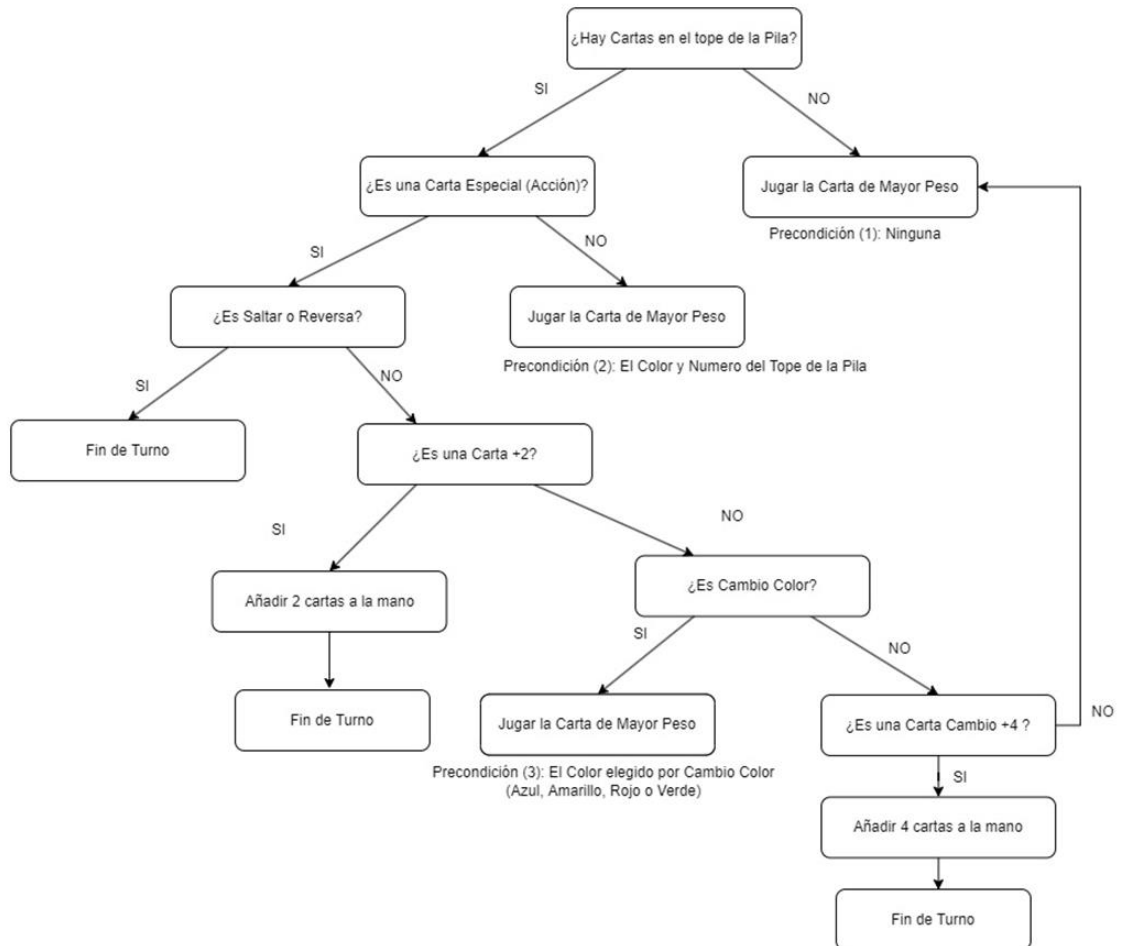 ¿Hay Cartas en el tope de la Pila?
SI
NO
¿Es una Carta Especial (Acción)?
Jugar la Carta de Mayor Peso
Precondición (1): Ninguna
SI
NO
¿Es Saltar o Reversa?
Jugar la Carta de Mayor Peso
Precondición (2): El Color y Numero del Tope de la Pila
SI
NO
Fin de Turno
¿Es una Carta +2?
SI
NO
Añadir 2 cartas a la mano
¿Es Cambio Color?
SI
NO
Fin de Turno
Jugar la Carta de Mayor Peso
¿Es una Carta Cambio +4 ?
NO
Precondición (3): El Color elegido por Cambio Color
(Azul, Amarillo, Rojo o Verde)
SI
Añadir 4 cartas a la mano
Fin de Turno